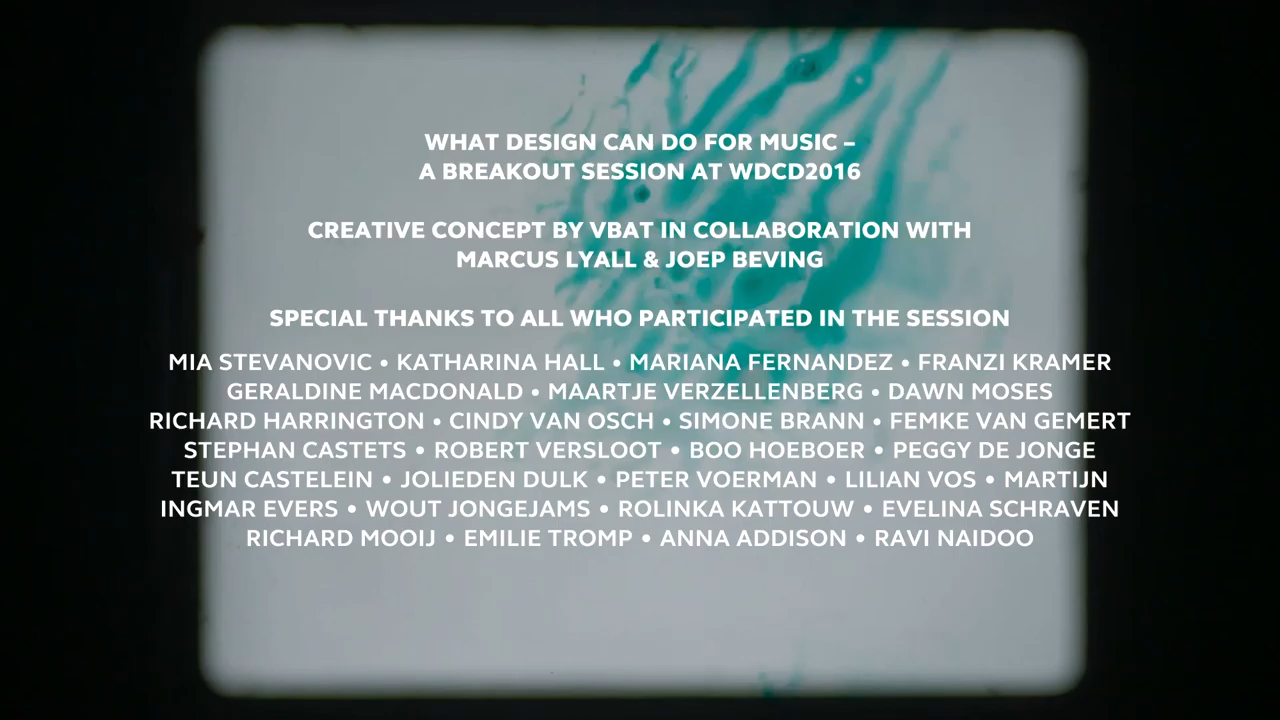 WHAT DESIGN CAN DO FOR MUSIC –
A BREAKOUT SESSION AT WDCD2016
CREATIVE CONCEPT BY VBAT IN COLLABORATION WITH
MARCUS LYALL & JOEP BEVING
SPECIAL THANKS TO ALL WHO PARTICIPATED IN THE SESSION
MIA STEVANOVIC • KATHARINA HALL • MARIANA FERNANDEZ • FRANZI KRAMER
GERALDINE MACDONALD • MAARTJE VERZELLENBERG • DAWN MOSES
RICHARD HARRINGTON • CINDY VAN OSCH • SIMONE BRANN • FEMKE VAN GEMERT
STEPHAN CASTETS • ROBERT VERSLOOT • BOO HOEBOER • PEGGY DE JONGE
TEUN CASTELEIN • JOLIEDEN DULK • PETER VOERMAN • LILIAN VOS • MARTIJN
INGMAR EVERS • WOUT JONGEJAMS • ROLINKA KATTOUW • EVELINA SCHRAVEN
RICHARD MOOIJ • EMILIE TROMP • ANNA ADDISON • RAVI NAIDOO